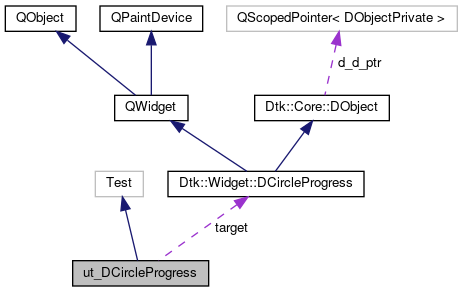 QObject
QPaintDevice
QScopedPointer< DObjectPrivate >
d_d_ptr
QWidget
Dtk::Core::DObject
Test
Dtk::Widget::DCircleProgress
target
ut_DCircleProgress